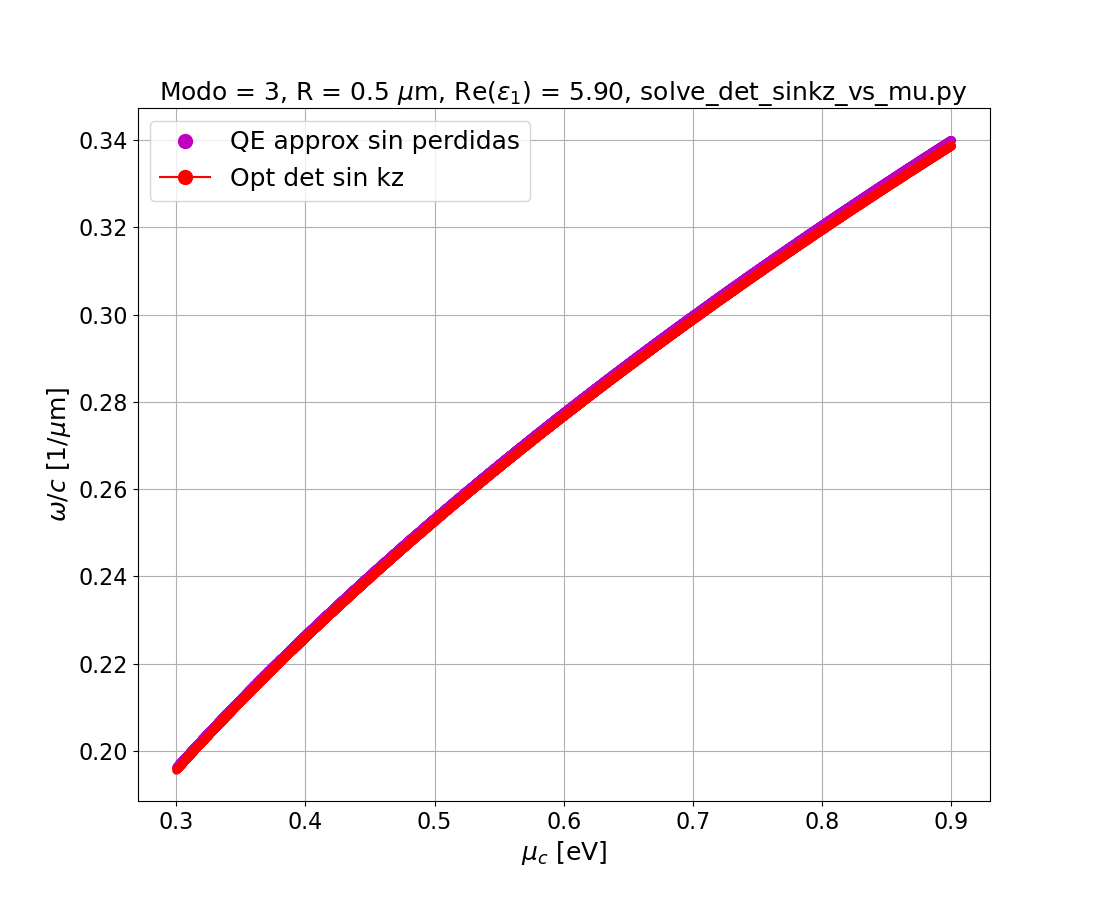 Modo = 3, R = 0.5 μm, Re(ε₁) = 5.90, solve_det_sinkz_vs_mu.py
QE approx sin perdidas
Opt det sin kz
ω/c [1/μm]
0.34
0.32
0.30
0.28
0.26
0.24
0.22
0.20
0.3 0.4 0.5 0.6 0.7 0.8 0.9
μ_c [eV]